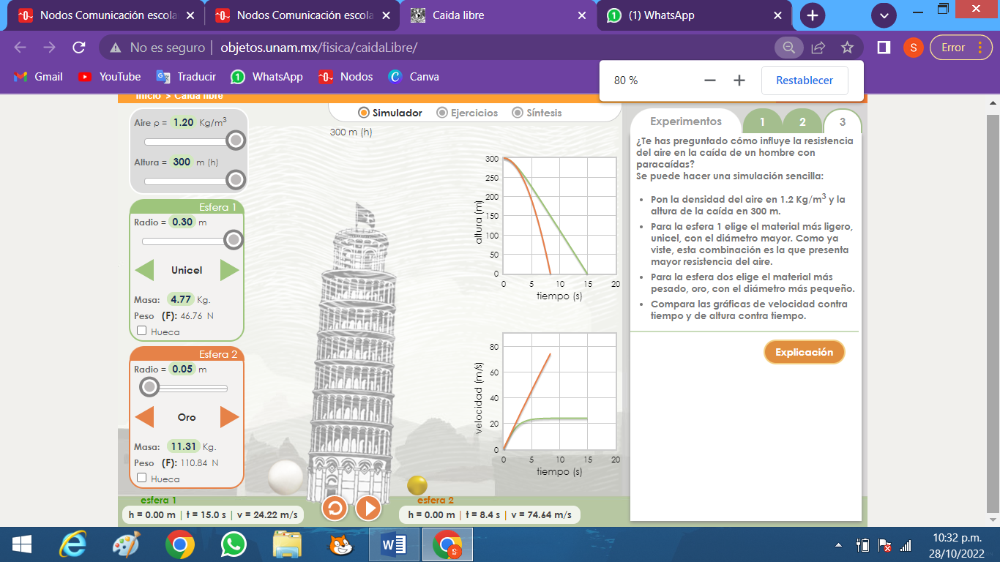 Nodos Comunicación escola
Nodos Comunicación escola
Caida libre
(1) WhatsApp
No es seguro | objetos.unam.mx/fisica/caidaLibre/
S
Error
Gmail
YouTube
Traducir
WhatsApp
Nodos
Canva
80 %
Restablecer
Inicio > Caída libre
Aire ρ = 1.20 Kg/m³
Altura = 300 m (h)
Esfera 1
Radio = 0.30 m
Unicel
Masa: 4.77 Kg.
Peso (F): 46.76 N
Hueca
Esfera 2
Radio = 0.05 m
Oro
Masa: 11.31 Kg.
Peso (F): 110.84 N
Hueca
Simulador Ejercicios Síntesis
300 m (h)
altura (m)
300
250
200
150
100
50
0
0 5 10 15 20
tiempo (s)
velocidad (m/s)
80
60
40
20
0
0 5 10 15 20
tiempo (s)
esfera 1
h = 0.00 m | t = 15.0 s | v = 24.22 m/s
esfera 2
h = 0.00 m | t = 8.4 s | v = 74.64 m/s
Experimentos 1 2 3
¿Te has preguntado cómo influye la resistencia
del aire en la caída de un hombre con
paracaídas?
Se puede hacer una simulación sencilla:
• Pon la densidad del aire en 1.2 Kg/m³ y la
altura de la caída en 300 m.
• Para la esfera 1 elige el material más ligero,
unicel, con el diámetro mayor. Como ya
viste, esta combinación es la que presenta
mayor resistencia del aire.
• Para la esfera dos elige el material más
pesado, oro, con el diámetro más pequeño.
• Compara las gráficas de velocidad contra
tiempo y de altura contra tiempo.
Explicación
W
S
10:32 p.m.
28/10/2022